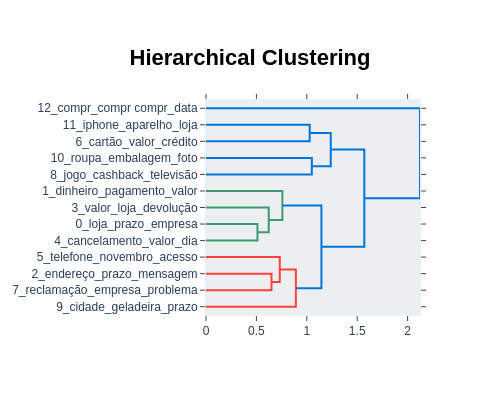 Hierarchical Clustering
12_compr_compr compr_data
11_iphone_aparelho_loja
6_cartão_valor_crédito
10_roupa_embalagem_foto
8_jogo_cashback_televisão
1_dinheiro_pagamento_valor
3_valor_loja_devolução
0_loja_prazo_empresa
4_cancelamento_valor_dia
5_telefone_novembro_acesso
2_endereço_prazo_mensagem
7_reclamação_empresa_problema
9_cidade_geladeira_prazo
0 0.5 1 1.5 2